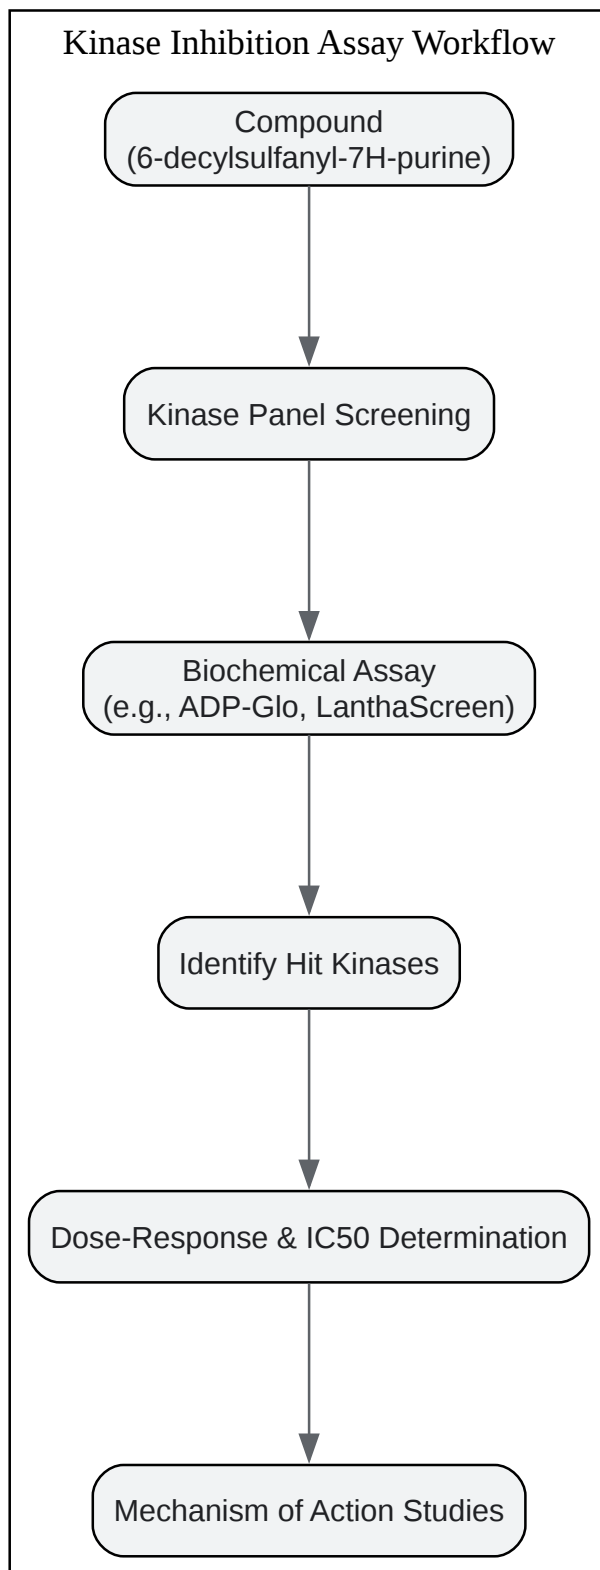 Kinase Inhibition Assay Workflow
Compound
(6-decylsulfanyl-7H-purine)
Kinase Panel Screening
Biochemical Assay
(e.g., ADP-Glo, LanthaScreen)
Identify Hit Kinases
Dose-Response & IC50 Determination
Mechanism of Action Studies